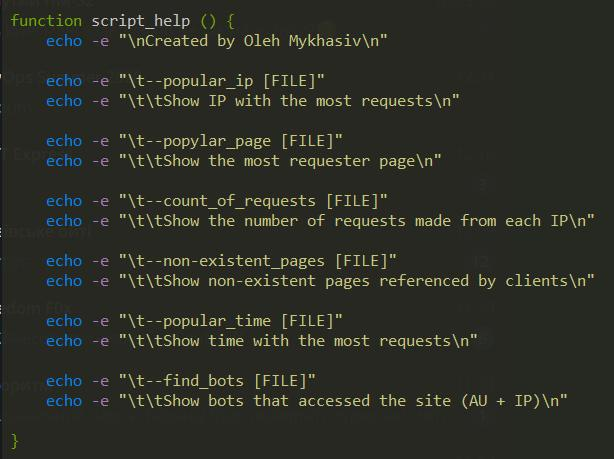 function script_help () {
    echo -e "\nCreated by Oleh Mykhasiv\n"
    echo -e "\t--popular_ip [FILE]"
    echo -e "\t\tShow IP with the most requests\n"
    echo -e "\t--popylar_page [FILE]"
    echo -e "\t\tShow the most requester page\n"
    echo -e "\t--count_of_requests [FILE]"
    echo -e "\t\tShow the number of requests made from each IP\n"
    echo -e "\t--non-existent_pages [FILE]"
    echo -e "\t\tShow non-existent pages referenced by clients\n"
    echo -e "\t--popular_time [FILE]"
    echo -e "\t\tShow time with the most requests\n"
    echo -e "\t--find_bots [FILE]"
    echo -e "\t\tShow bots that accessed the site (AU + IP)\n"
}